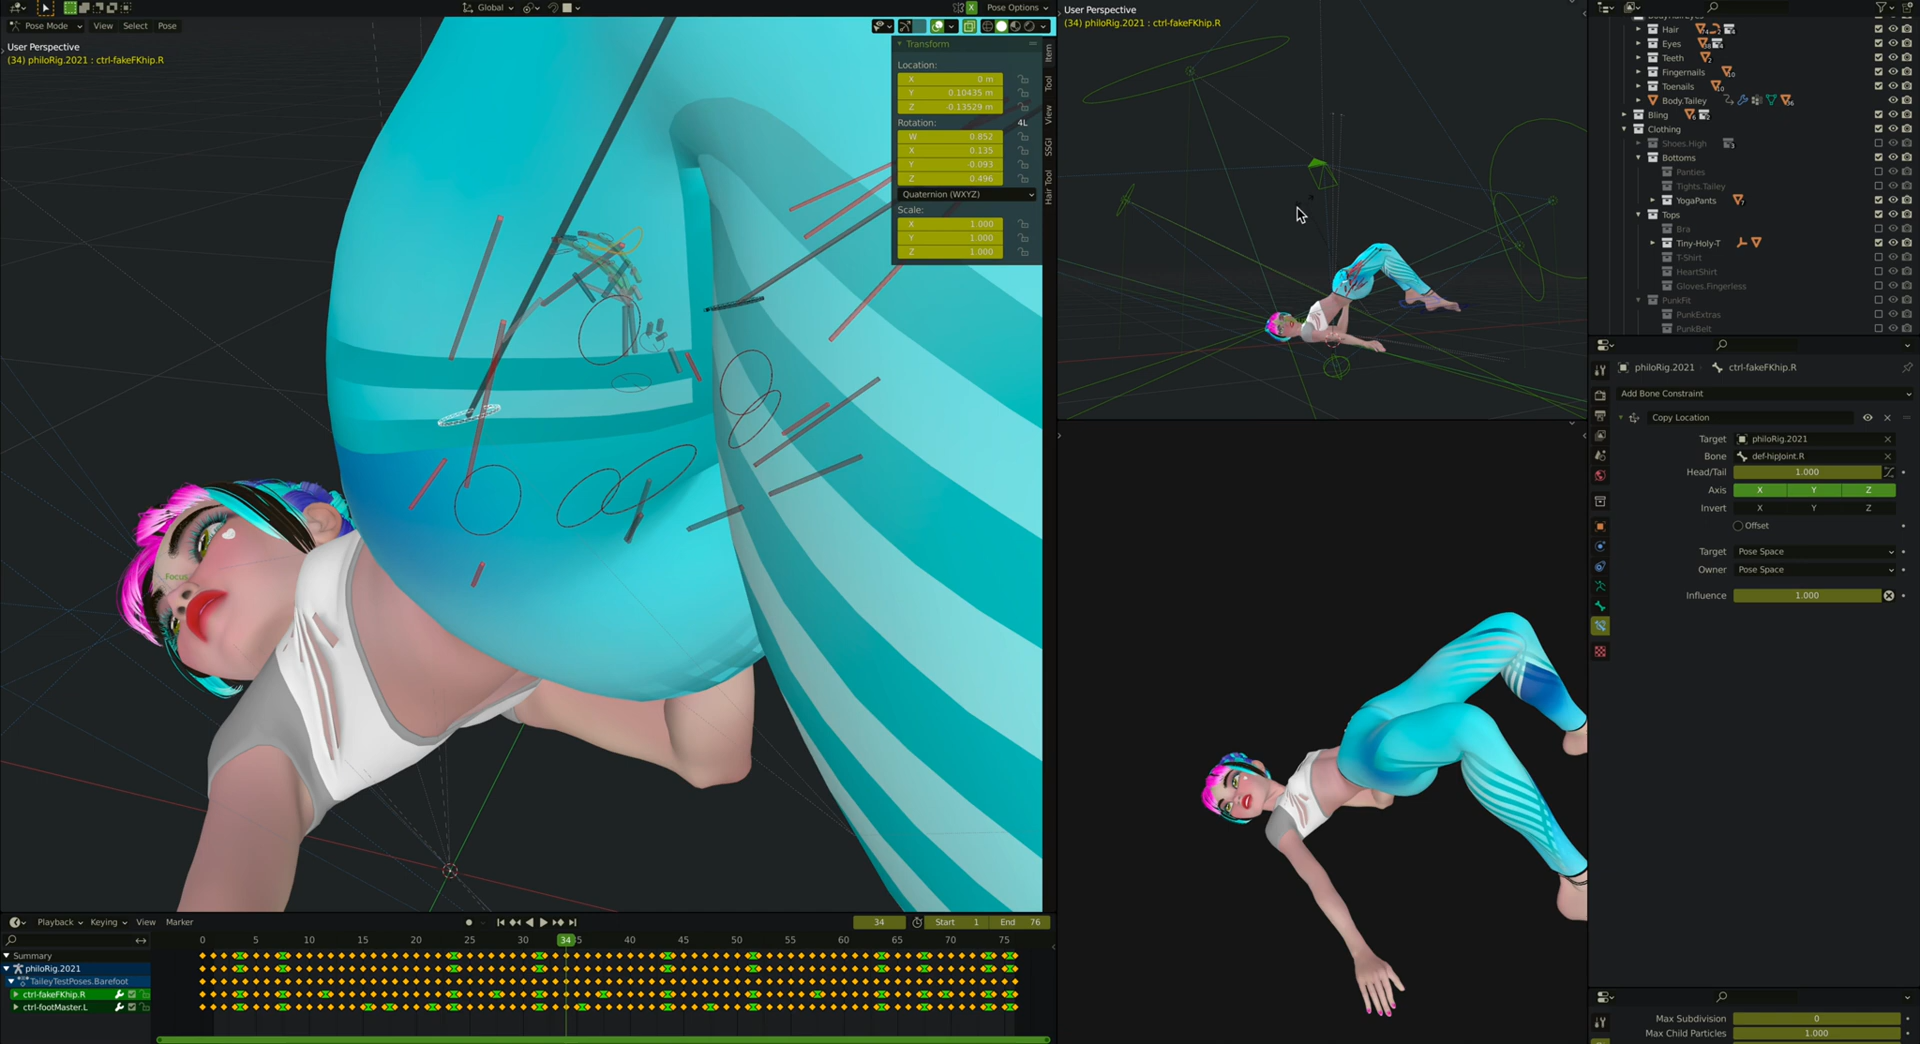 Global
Pose Options
Pose Mode
View
Select
Pose
User Perspective
(34) philoRig.2021 : ctrl-fakeFKhip.R
Focus
Transform
Location:
X 0 m
Y 0.10435 m
Z -0.13529 m
Rotation: 4L
W 0.852
X 0.135
Y -0.093
Z 0.496
Quaternion (WXYZ)
Scale:
X 1.000
Y 1.000
Z 1.000
Item
Tool
View
SSGI
Hair Tool
User Perspective
(34) philoRig.2021 : ctrl-fakeFKhip.R
Hair
Eyes
Teeth
Fingernails
Toenails
Body.Tailey
Bling
Clothing
Shoes.High
Bottoms
Panties
Tights.Tailey
YogaPants
Tops
Bra
Tiny-Holy-T
T-Shirt
HeartShirt
Gloves.Fingerless
PunkFit
PunkExtras
PunkBelt
philoRig.2021
ctrl-fakeFKhip.R
Add Bone Constraint
Copy Location
Target philoRig.2021
Bone def-hipJoint.R
Head/Tail 1.000
Axis X Y Z
Invert X Y Z
Offset
Target Pose Space
Owner Pose Space
Influence 1.000
Max Subdivision 0
Max Child Particles 1.000
Playback
Keying
View
Marker
34
Start 1
End 76
0 5 10 15 20 25 30 34 35 40 45 50 55 60 65 70 75
Summary
philoRig.2021
TaileyTestPoses.Barefoot
ctrl-fakeFKhip.R
ctrl-footMaster.L